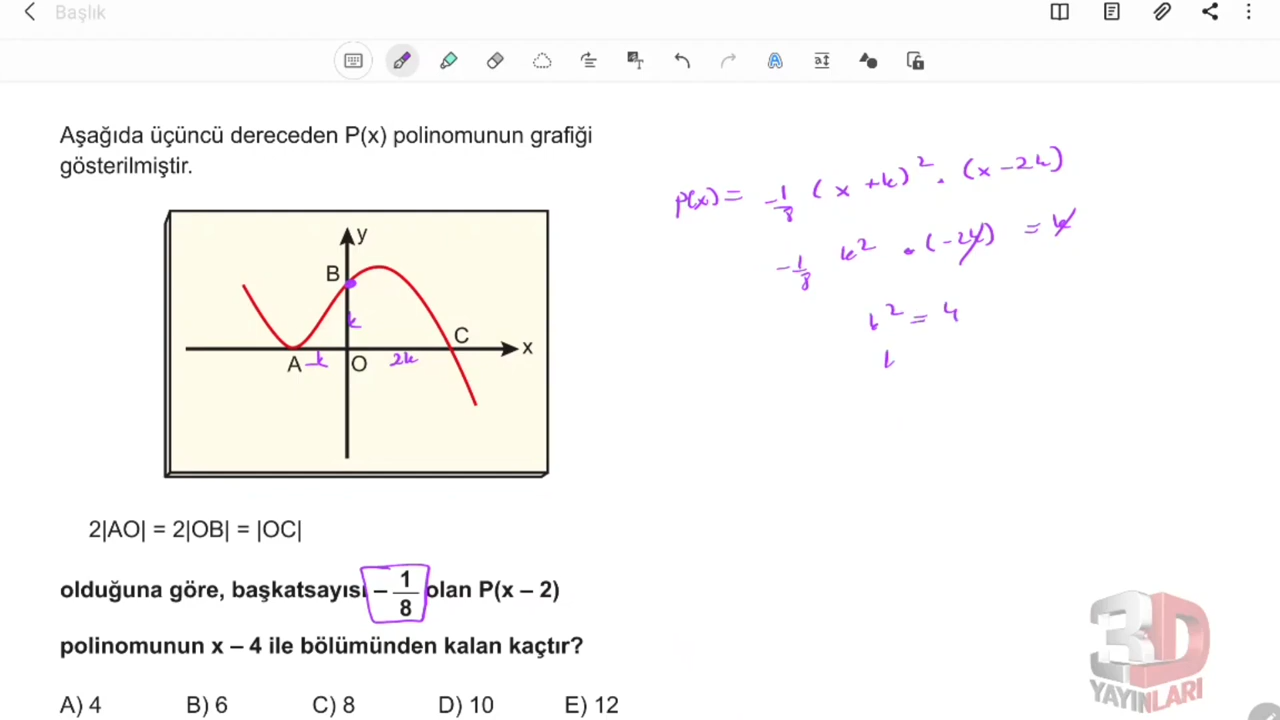 Başlık
Aşağıda üçüncü dereceden P(x) polinomunun grafiği
gösterilmiştir.
P(x) = -1/8 (x + k)² . (x - 2k)
-1/8 k² . (-2k) = k
k² = 4
k
y
B
k
C
x
A k O 2k
2|AO| = 2|OB| = |OC|
olduğuna göre, başkatsayısı – 1/8 olan P(x – 2)
polinomunun x – 4 ile bölümünden kalan kaçtır?
A) 4 B) 6 C) 8 D) 10 E) 12
3D
YAYINLARI